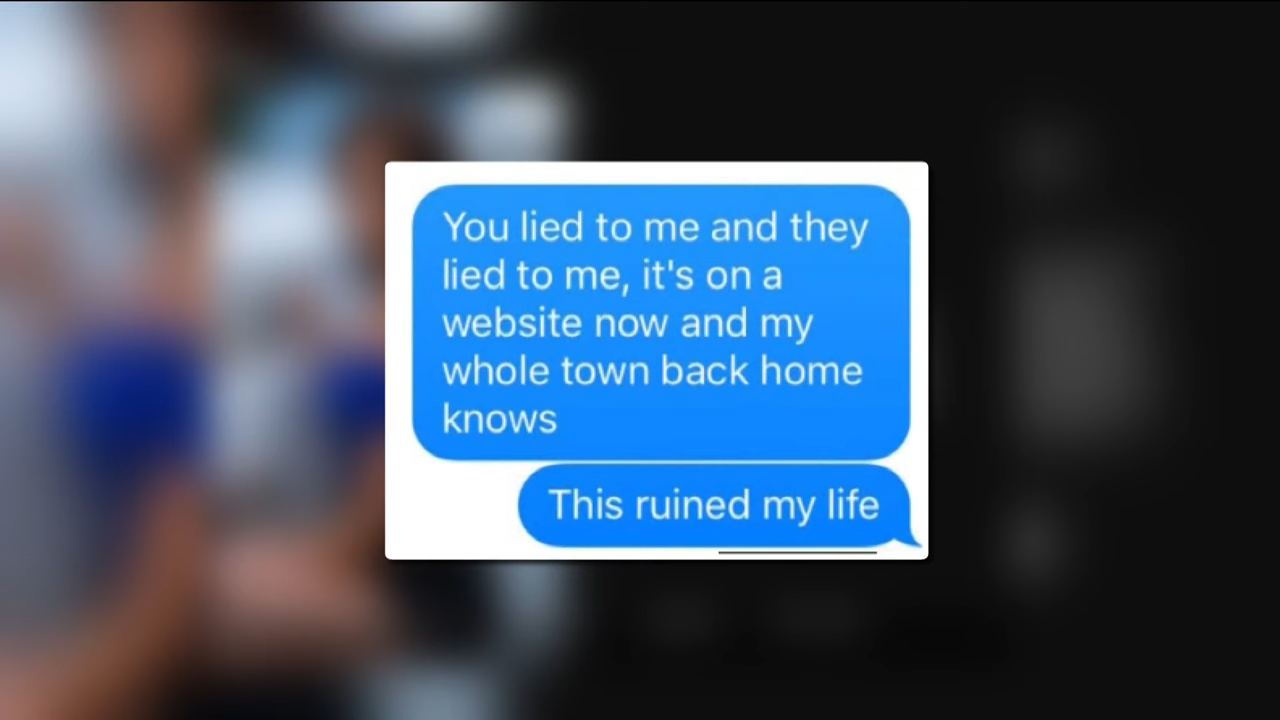 You lied to me and they
lied to me, it's on a
website now and my
whole town back home
knows
This ruined my life